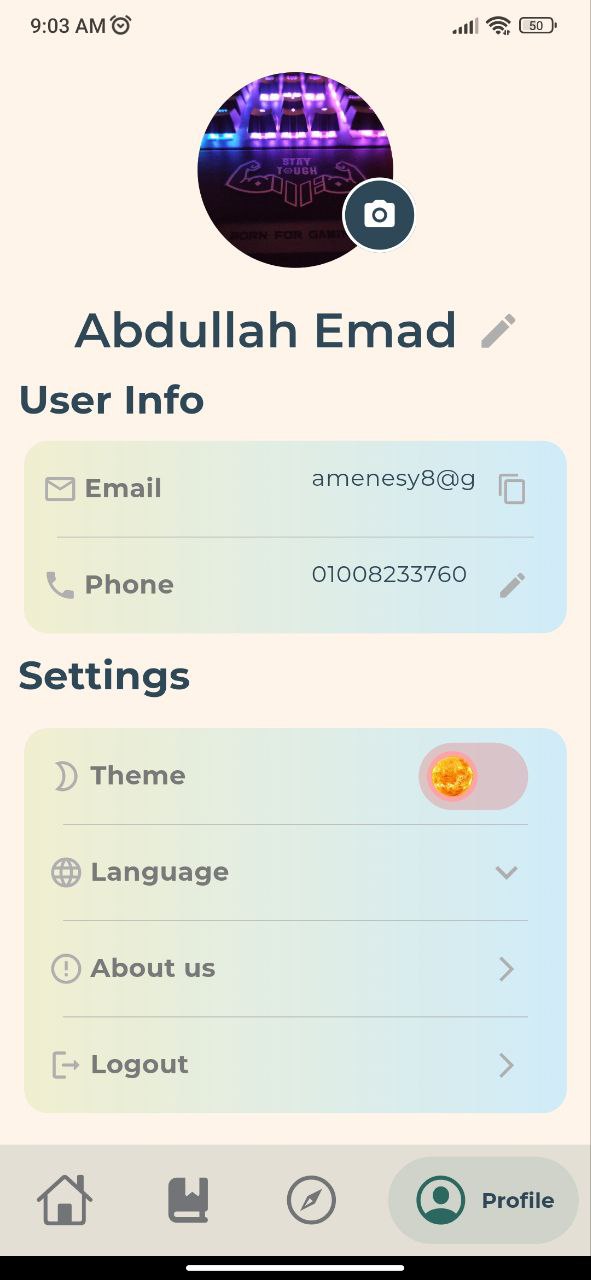 9:03 AM
50
STAY
TOUGH
BORN FOR GAMI
Abdullah Emad
User Info
Email
amenesy8@g
Phone
01008233760
Settings
Theme
Language
About us
Logout
Profile